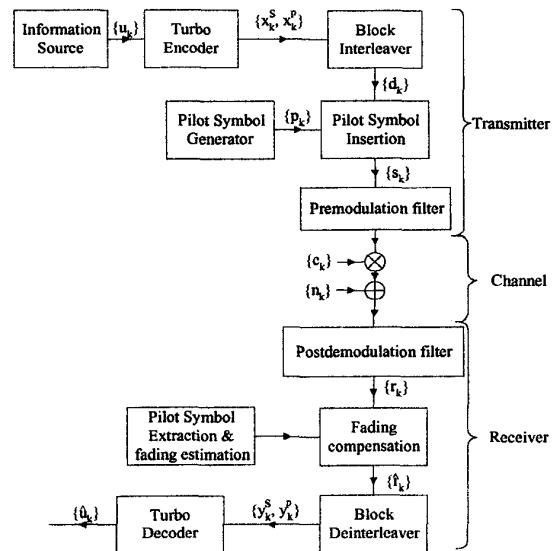 Information
Source
{u_k}
Turbo
Encoder
{x_k^S, x_k^P}
Block
Interleaver
{d_k}
Pilot Symbol
Generator
{p_k}
Pilot Symbol
Insertion
Transmitter
{s_k}
Premodulation filter
{c_k}
{n_k}
Channel
Postdemodulation filter
{r_k}
Pilot Symbol
Extraction &
fading estimation
Fading
compensation
Receiver
{r̂_k}
{û_k}
Turbo
Decoder
{y_k^S, y_k^P}
Block
Deinterleaver